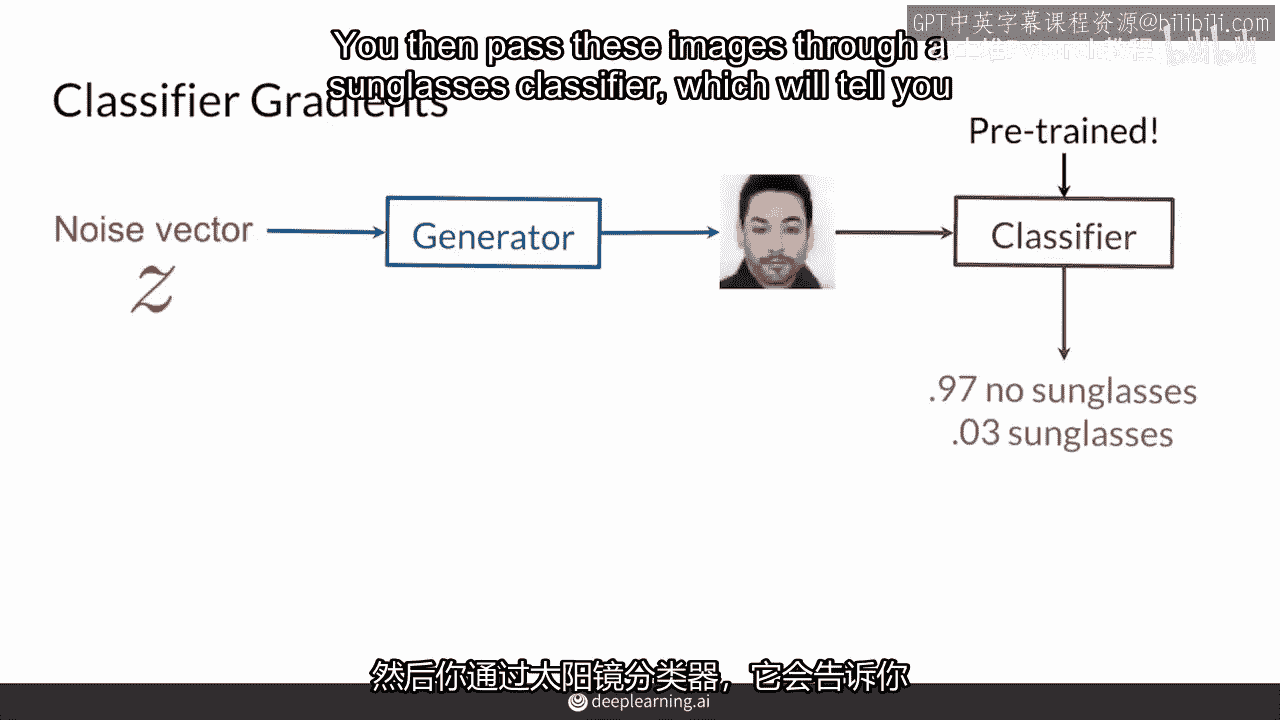 GPT中英字幕课程资源@bilibili.com
You then pass these images through a
sunglasses classifier, which will tell you
Classifier Gradients
Pre-trained!
Noise vector
z
Generator
Classifier
.97 no sunglasses
.03 sunglasses
然后你通过太阳镜分类器，它会告诉你
deeplearning.ai